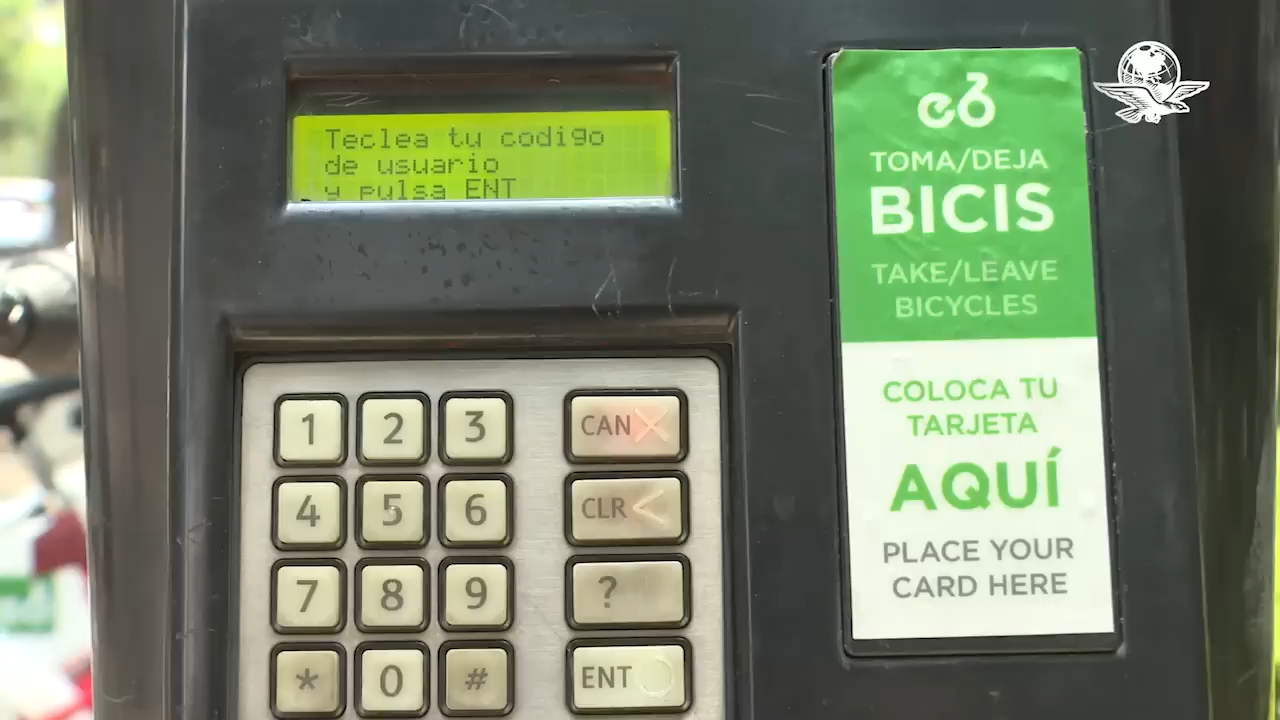 Teclea tu codigo
de usuario
y pulsa ENT
1 2 3 CAN
4 5 6 CLR <
7 8 9 ?
* 0 # ENT
TOMA/DEJA
BICIS
TAKE/LEAVE
BICYCLES
COLOCA TU
TARJETA
AQUÍ
PLACE YOUR
CARD HERE